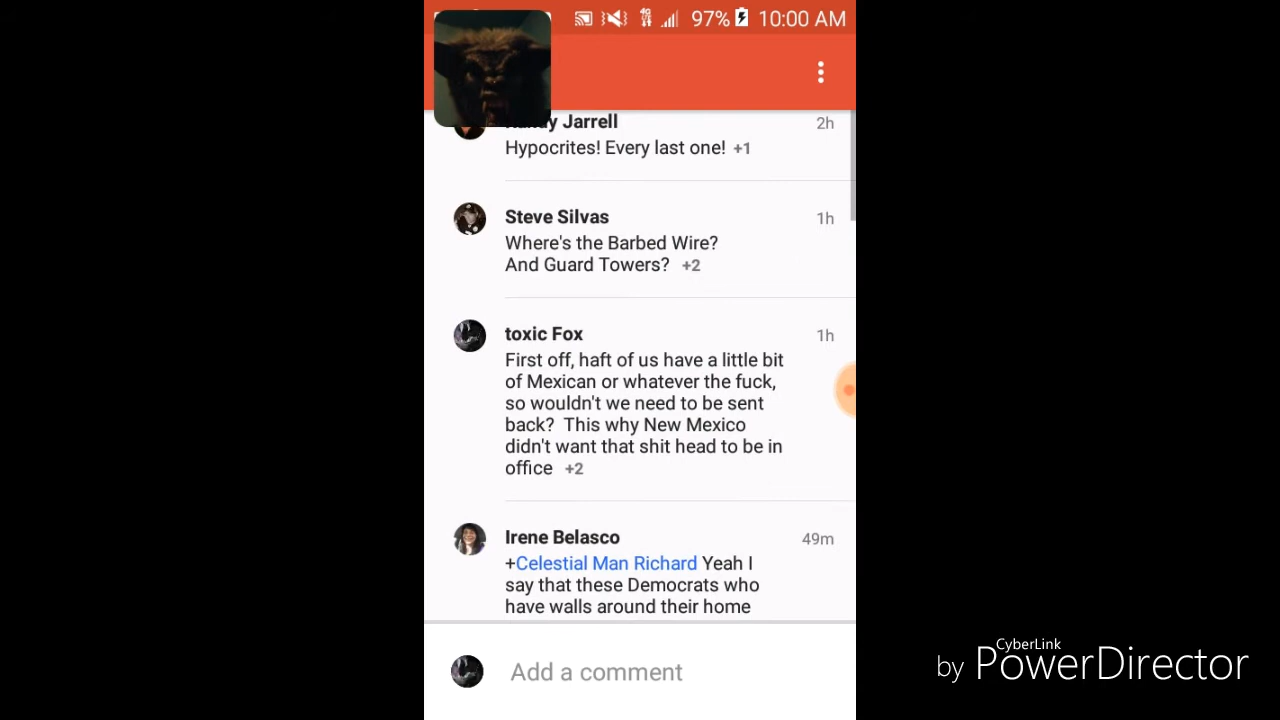 4G
97% 10:00 AM
Jarrell 2h
Hypocrites! Every last one! +1
Steve Silvas 1h
Where's the Barbed Wire?
And Guard Towers? +2
toxic Fox 1h
First off, haft of us have a little bit
of Mexican or whatever the fuck,
so wouldn't we need to be sent
back? This why New Mexico
didn't want that shit head to be in
office +2
Irene Belasco 49m
+Celestial Man Richard Yeah I
say that these Democrats who
have walls around their home
Add a comment
CyberLink
by PowerDirector